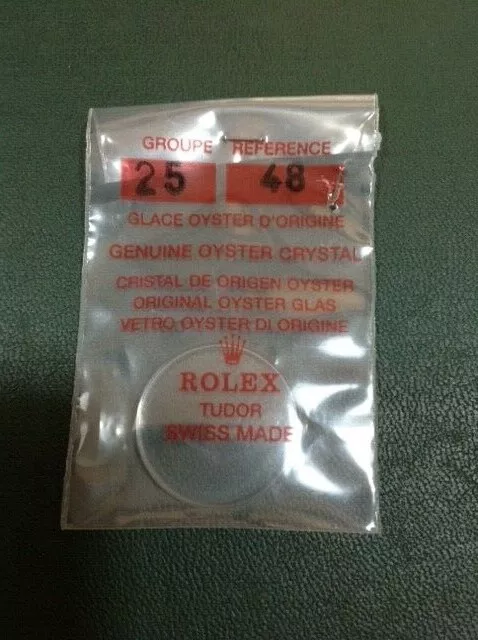 GROUPE REFERENCE
25 48
GLACE OYSTER D'ORIGINE
GENUINE OYSTER CRYSTAL
CRISTAL DE ORIGEN OYSTER
ORIGINAL OYSTER GLAS
VETRO OYSTER DI ORIGINE
ROLEX
TUDOR
SWISS MADE